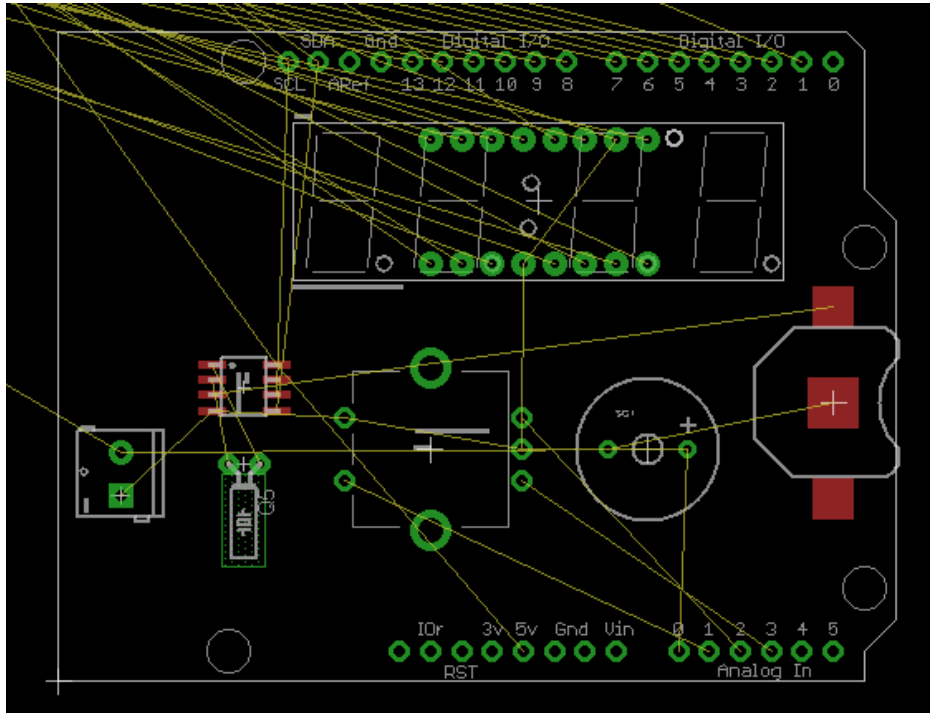 SDA Gnd Digital I/O Digital I/O
SCL ARef 13 12 11 10 9 8 7 6 5 4 3 2 1 0
SG1
+
IOr 3v 5v Gnd Vin 0 1 2 3 4 5
RST Analog In